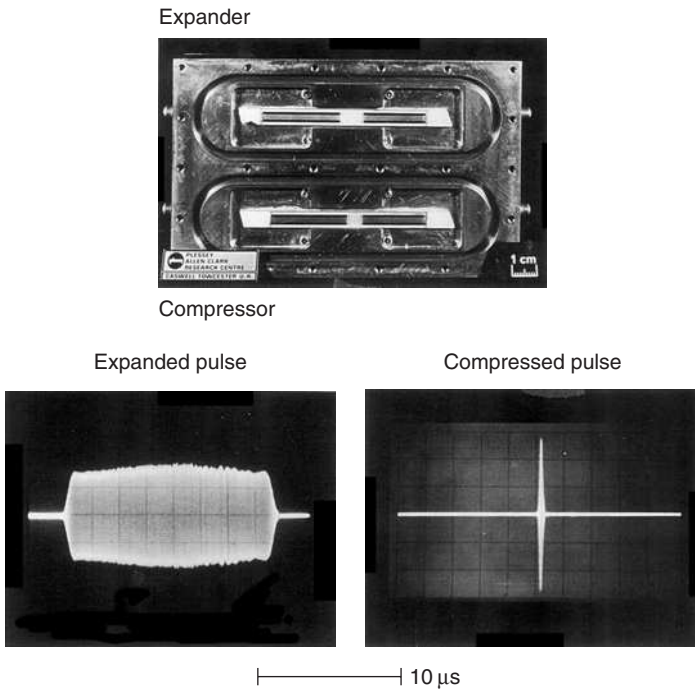 Expander
PLESSEY
ALLEN CLARK
RESEARCH CENTRE
CASWELL TOWCESTER U.K.
1 cm
Compressor
Expanded pulse
Compressed pulse
10 μs